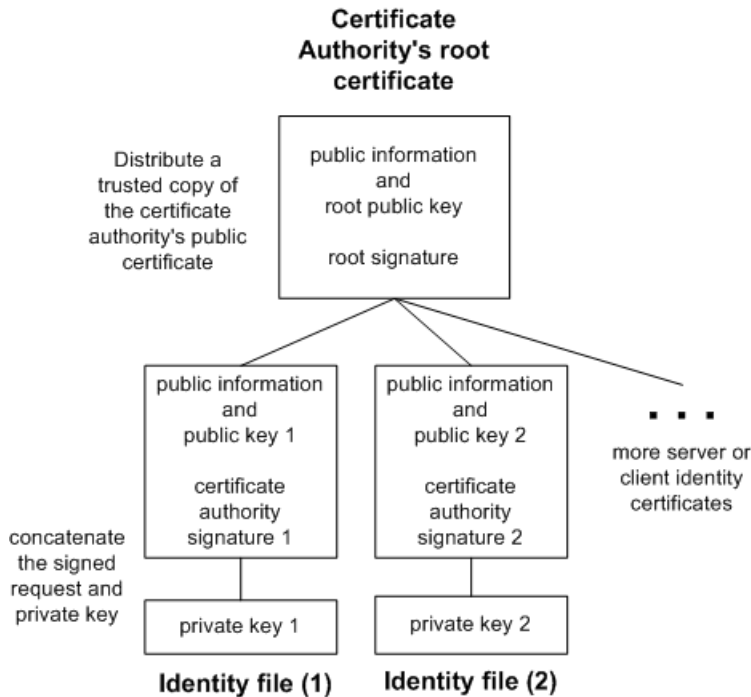 Certificate
Authority's root
certificate
Distribute a
trusted copy of
the certificate
authority's public
certificate
public information
and
root public key
root signature
public information
and
public key 1
certificate
authority
signature 1
public information
and
public key 2
certificate
authority
signature 2
. . .
more server or
client identity
certificates
concatenate
the signed
request and
private key
private key 1
private key 2
Identity file (1)
Identity file (2)